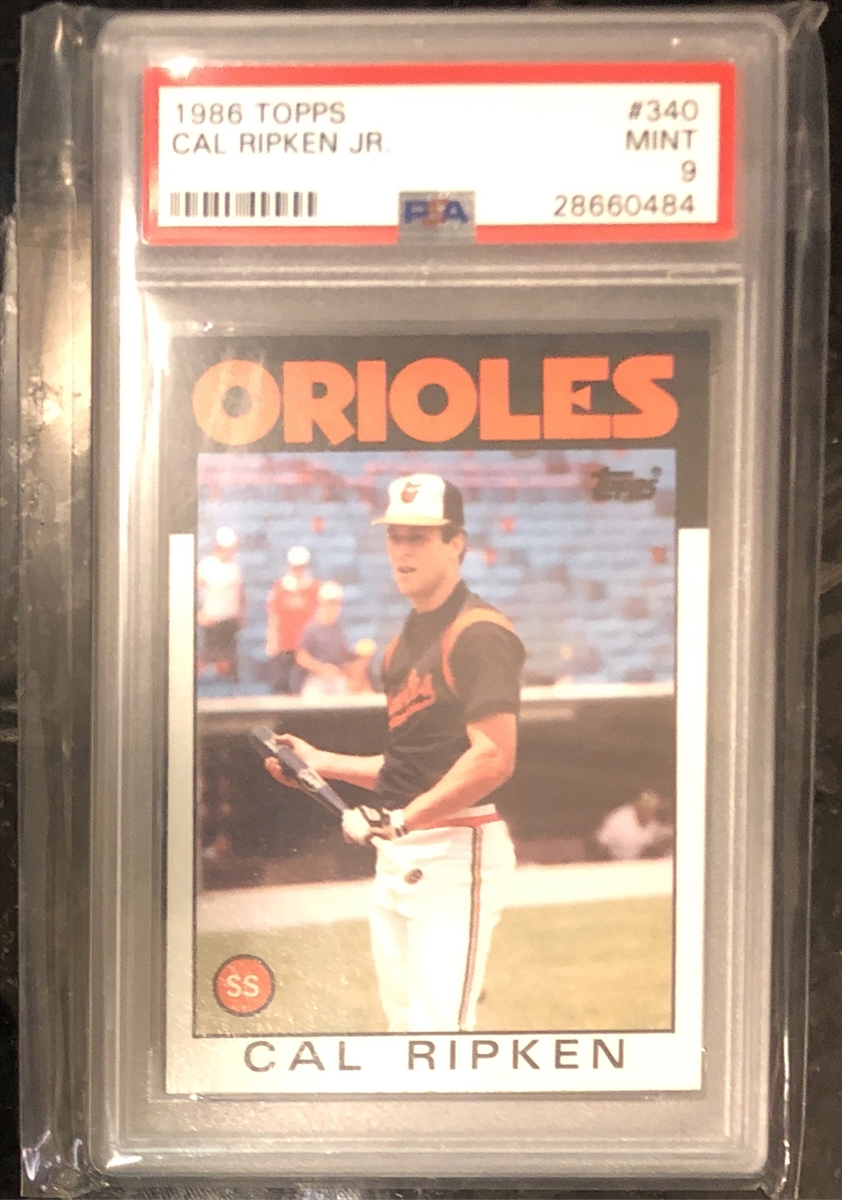 1986 TOPPS #340
CAL RIPKEN JR. MINT
9
PSA 28660484
ORIOLES
Topps
SS
CAL RIPKEN